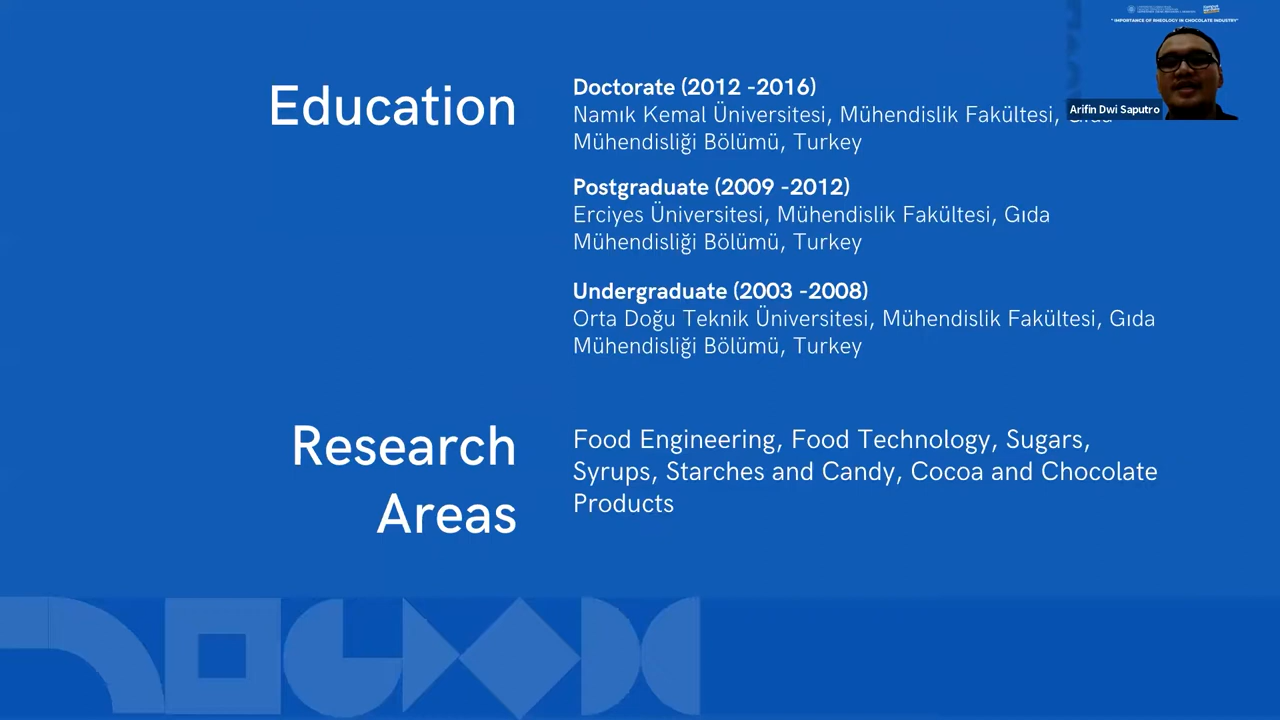 " IMPORTANCE OF RHEOLOGY IN CHOCOLATE INDUSTRY"
Arifin Dwi Saputro
Education
Doctorate (2012 -2016)
Namık Kemal Üniversitesi, Mühendislik Fakültesi,
Mühendisliği Bölümü, Turkey
Postgraduate (2009 -2012)
Erciyes Üniversitesi, Mühendislik Fakültesi, Gıda
Mühendisliği Bölümü, Turkey
Undergraduate (2003 -2008)
Orta Doğu Teknik Üniversitesi, Mühendislik Fakültesi, Gıda
Mühendisliği Bölümü, Turkey
Research
Areas
Food Engineering, Food Technology, Sugars,
Syrups, Starches and Candy, Cocoa and Chocolate
Products